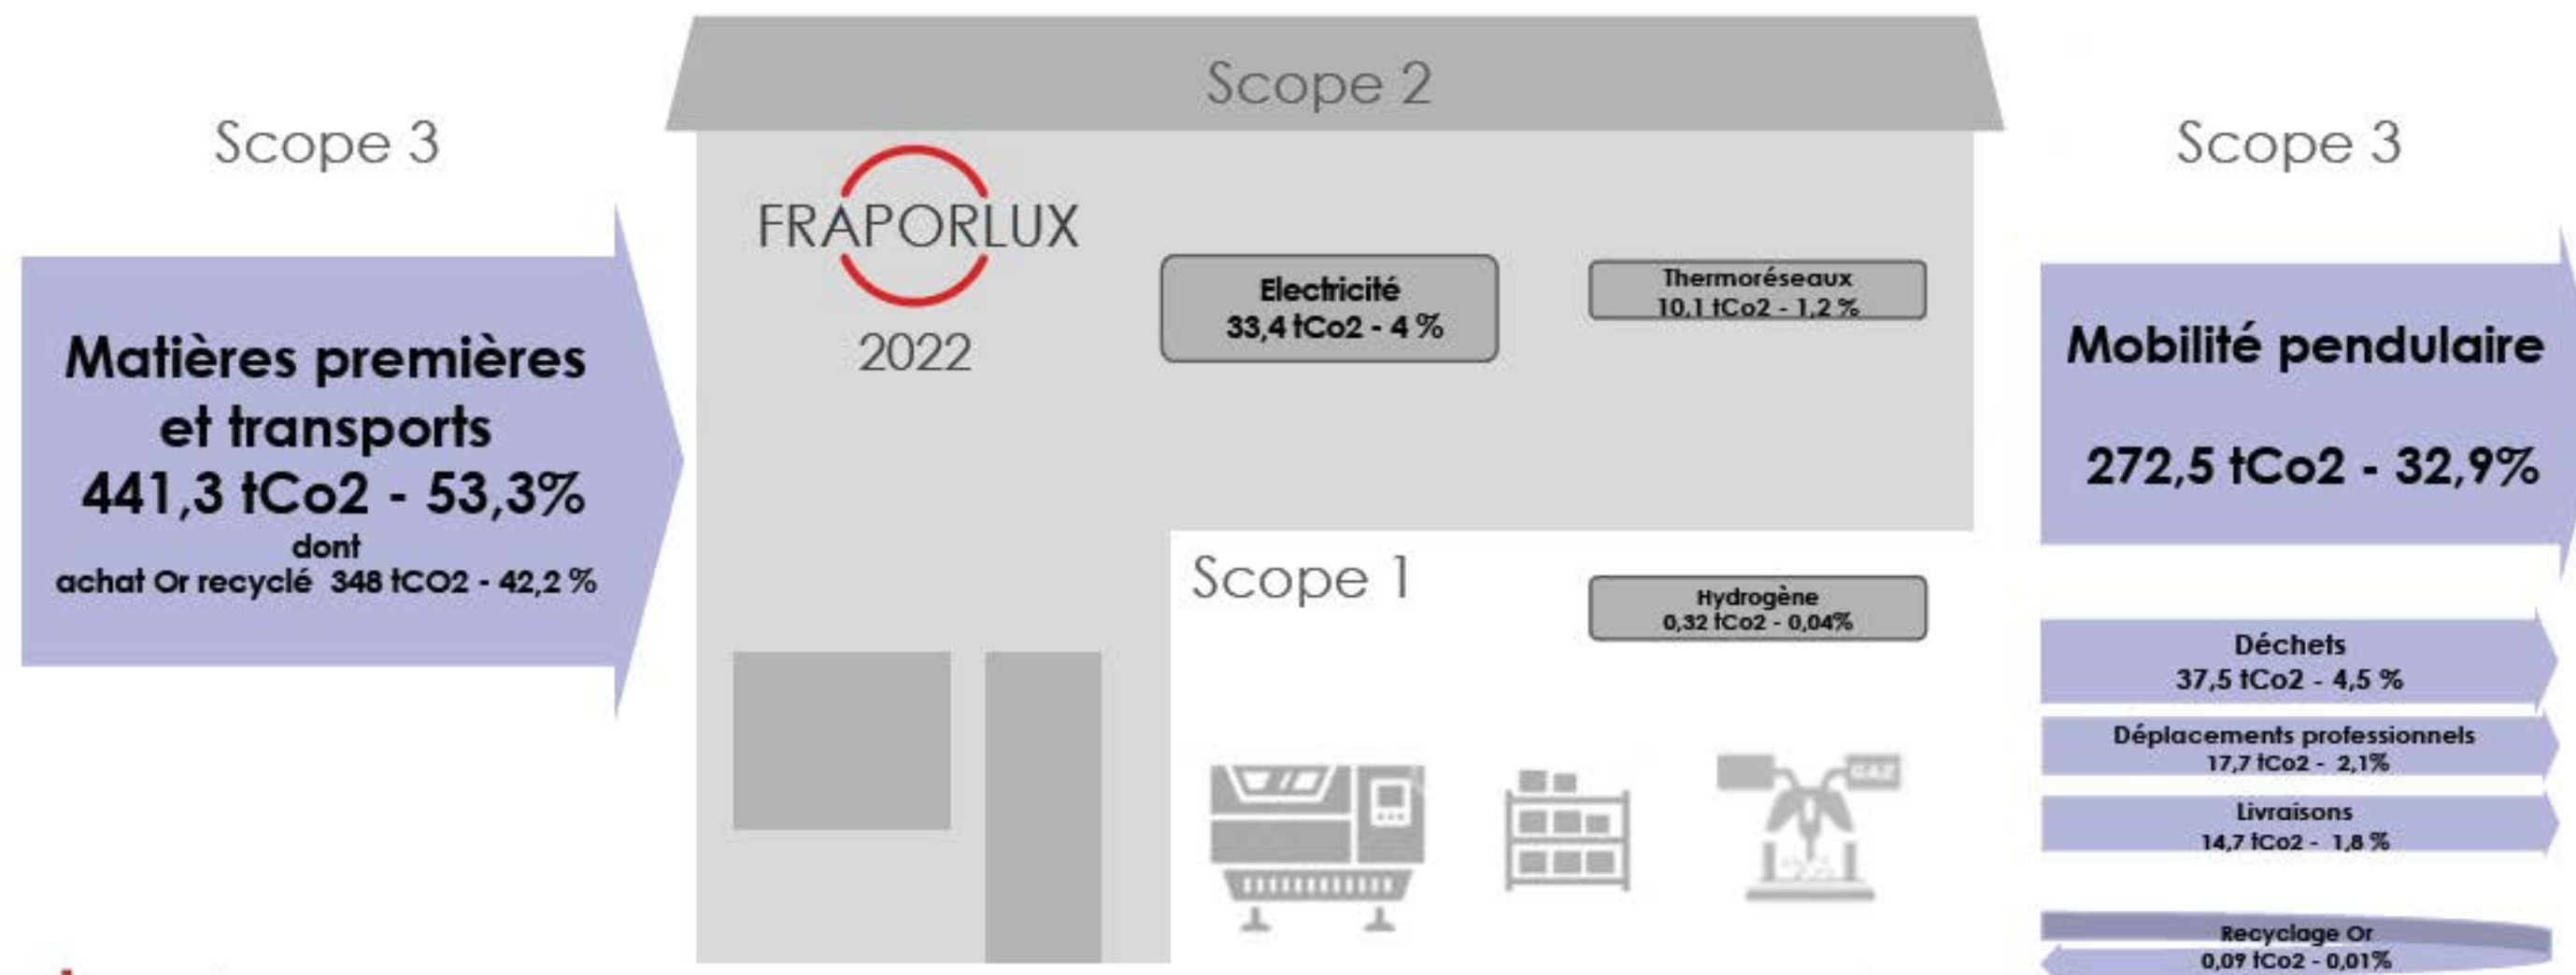 Scope 3
Matières premières
et transports
441,3 tCo2 - 53,3%
dont
achat Or recyclé 348 tCO2 - 42,2 %
Scope 2
FRAPORLUX
2022
Electricité
33,4 tCo2 - 4 %
Thermoréseaux
10,1 tCo2 - 1,2 %
Scope 1
Hydrogène
0,32 tCo2 - 0,04%
GAZ
Scope 3
Mobilité pendulaire
272,5 tCo2 - 32,9%
Déchets
37,5 tCo2 - 4,5 %
Déplacements professionnels
17,7 tCo2 - 2,1%
Livraisons
14,7 tCo2 - 1,8 %
Recyclage Or
0,09 tCo2 - 0,01%